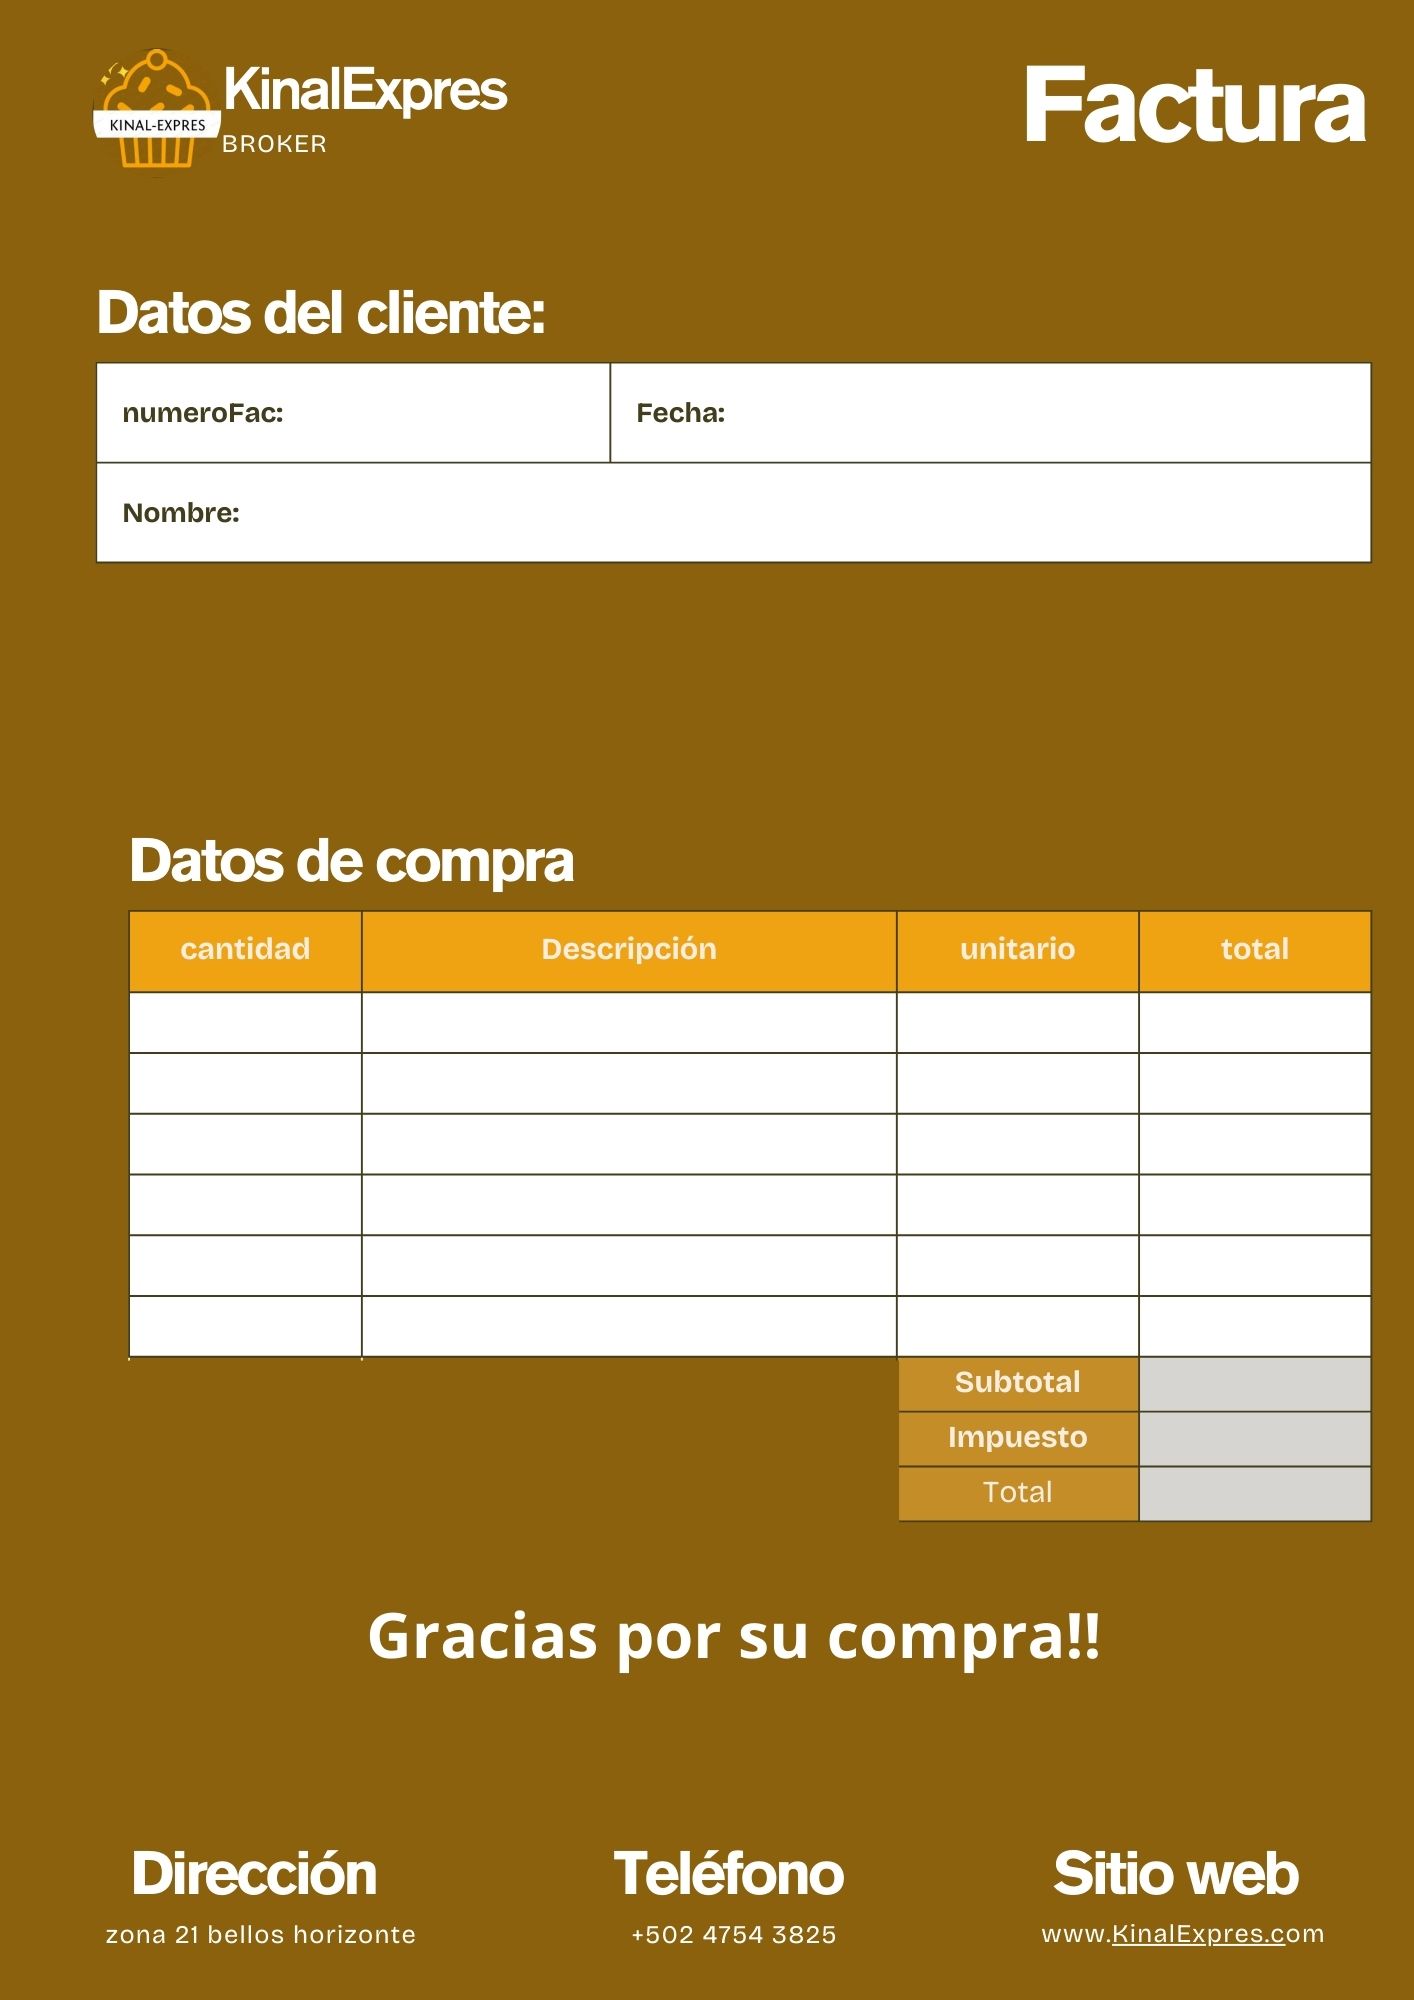 KinalExpres
KINAL-EXPRES
BROKER
Factura
Datos del cliente:
numeroFac:
Fecha:
Nombre:
Datos de compra
cantidad
Descripción
unitario
total
Subtotal
Impuesto
Total
Gracias por su compra!!
Dirección
zona 21 bellos horizonte
Teléfono
+502 4754 3825
Sitio web
www.KinalExpres.com